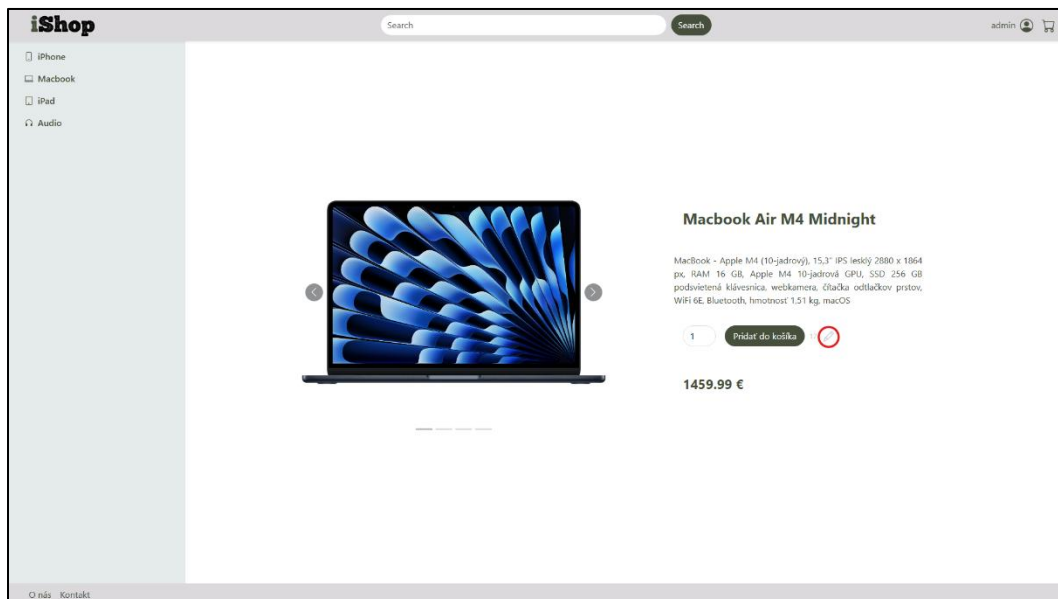 iShop
Search
Search
admin
iPhone
Macbook
iPad
Audio
Macbook Air M4 Midnight
MacBook - Apple M4 (10-jadrový), 15,3" IPS lesklý 2880 x 1864
px, RAM 16 GB, Apple M4 10-jadrová GPU, SSD 256 GB
podsvietená klávesnica, webkamera, čítačka odtlačkov prstov,
WiFi 6E, Bluetooth, hmotnosť 1,51 kg, macOS
1
Pridať do košíka
1459.99 €
O nás Kontakt